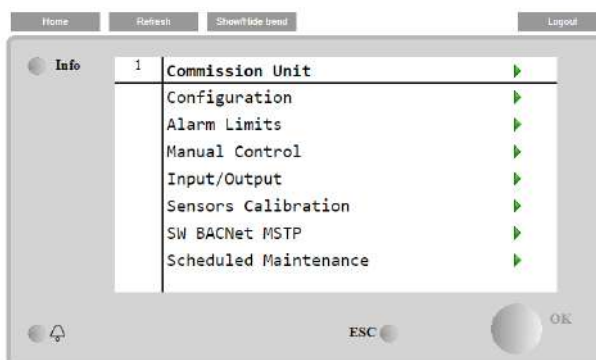 Home Refresh Show/Hide trend Logout
Info
1 Commission Unit
Configuration
Alarm Limits
Manual Control
Input/Output
Sensors Calibration
SW BACNet MSTP
Scheduled Maintenance
ESC
OK